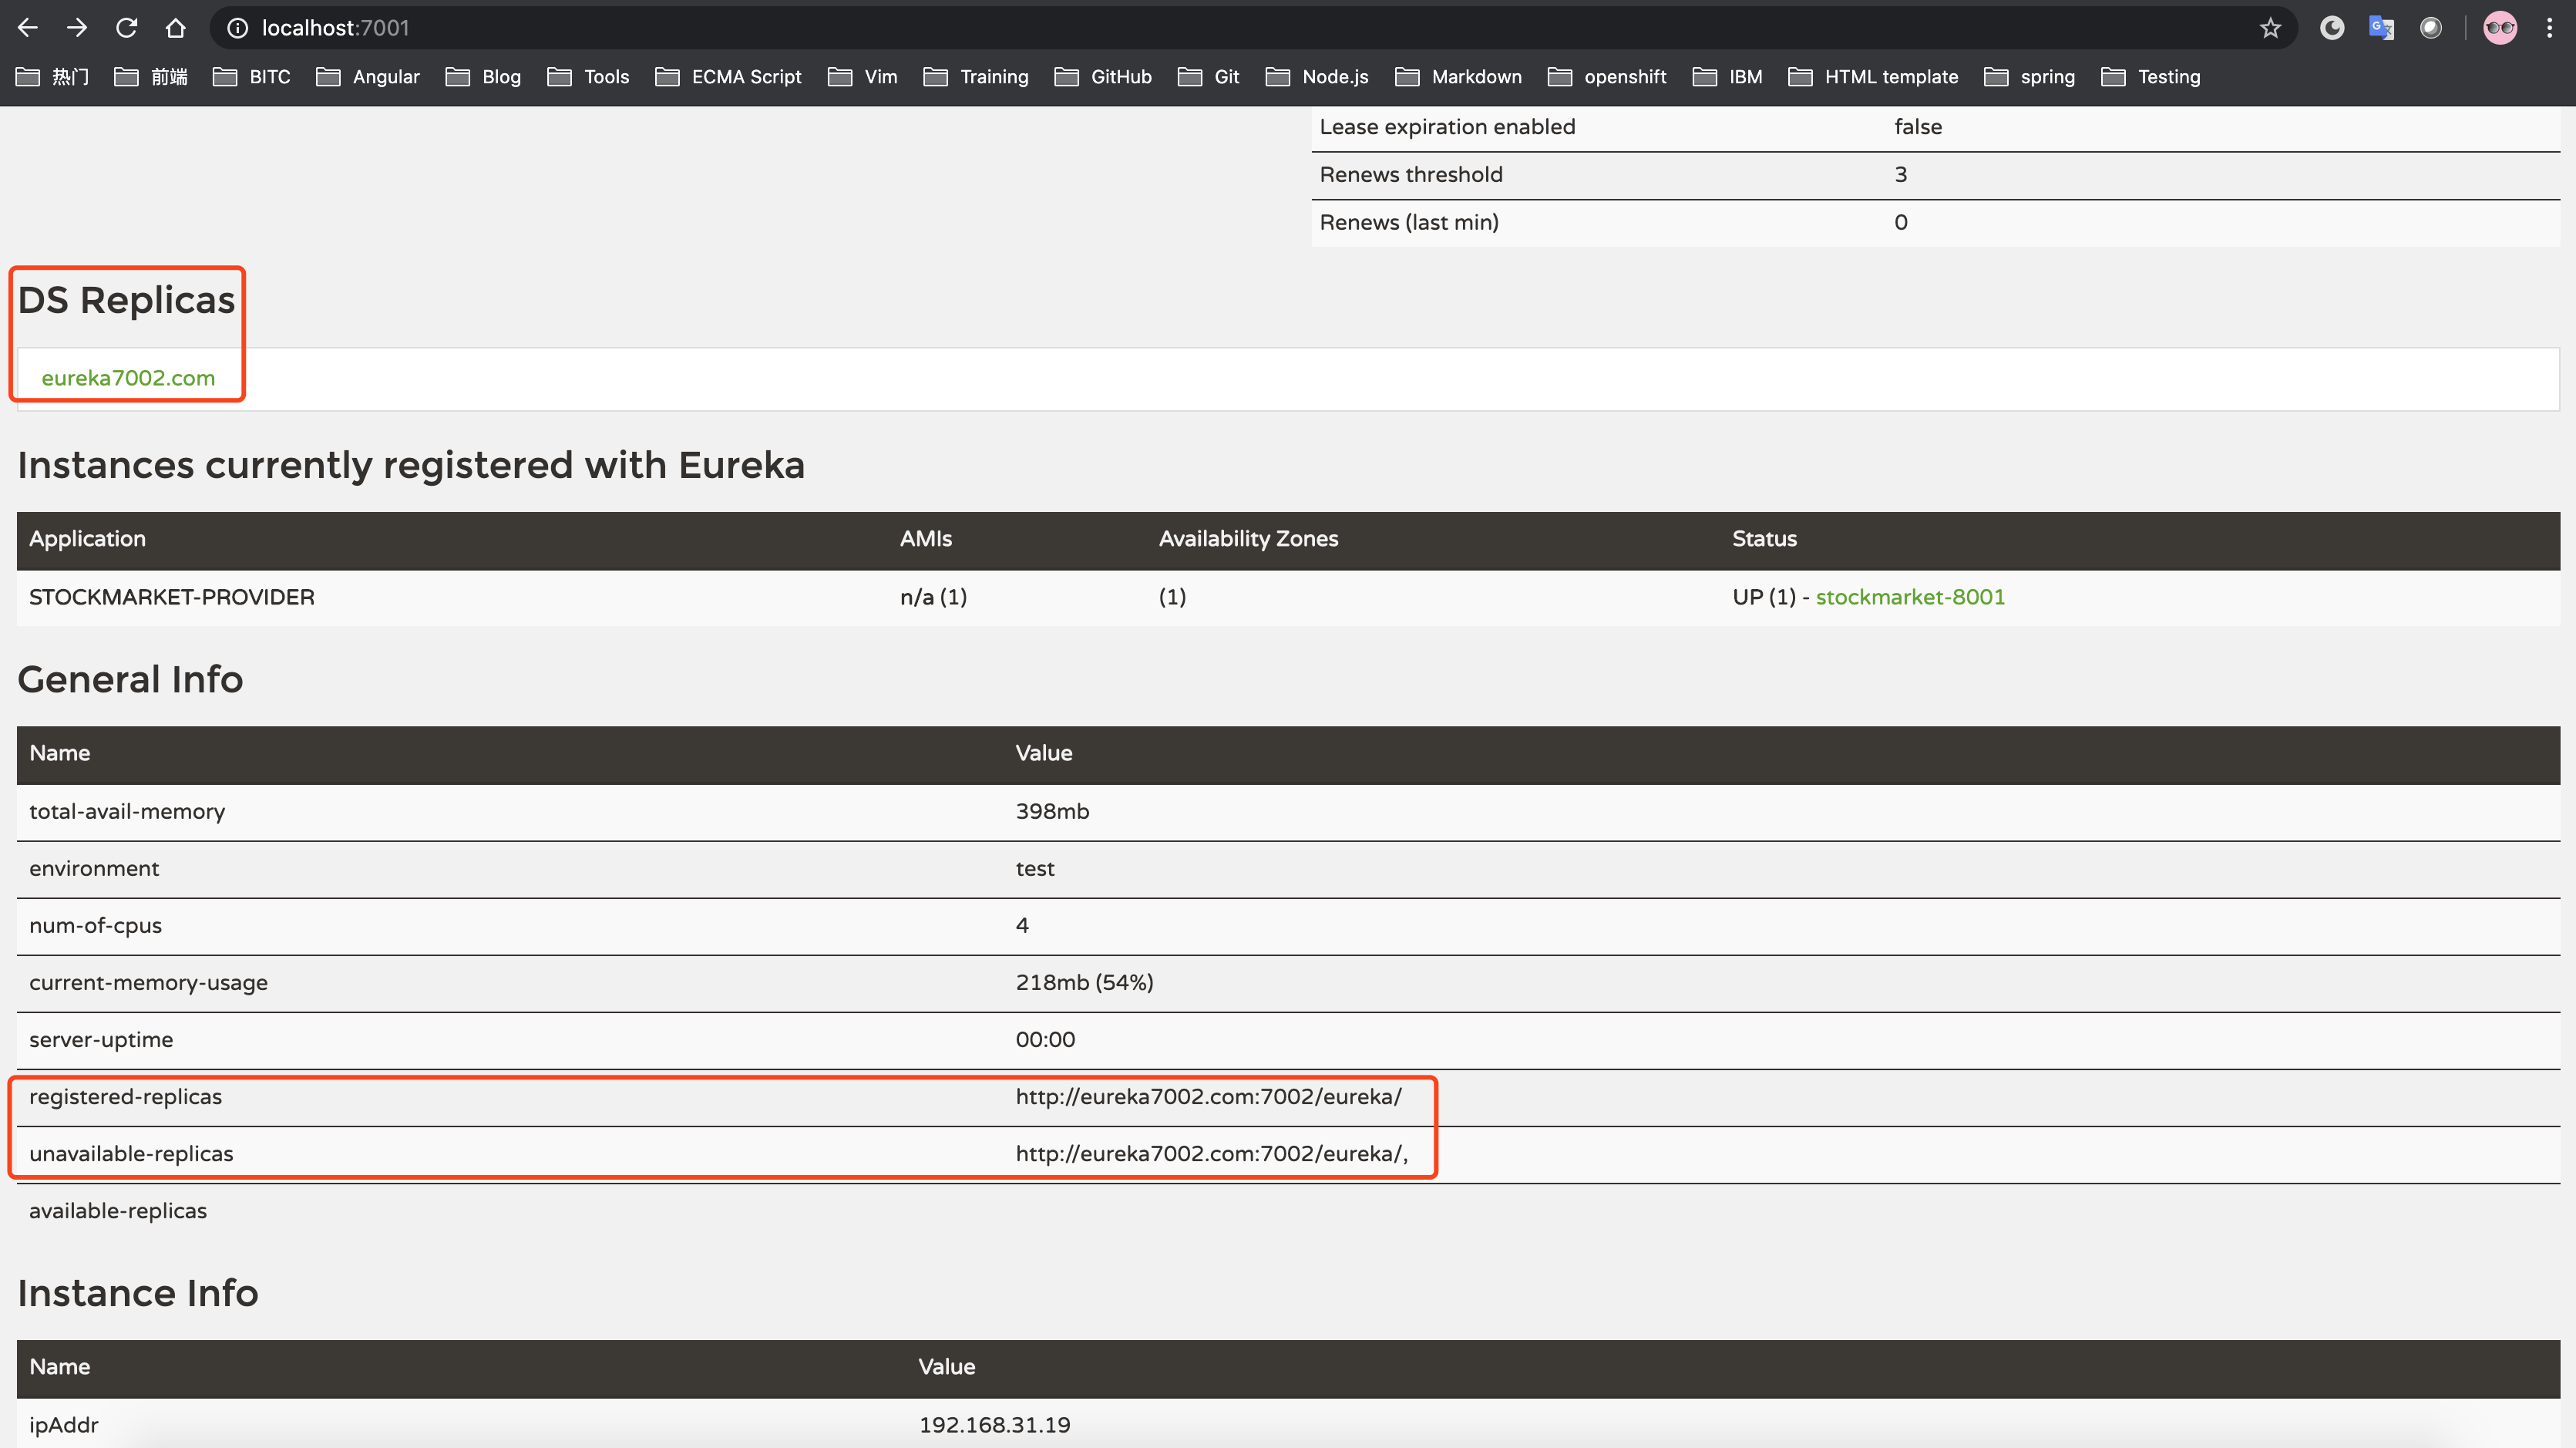 localhost:7001
热门 前端 BITC Angular Blog Tools ECMA Script Vim Training GitHub Git Node.js Markdown openshift IBM HTML template spring Testing
Lease expiration enabled false
Renews threshold 3
Renews (last min) 0
DS Replicas
eureka7002.com
Instances currently registered with Eureka
Application AMIs Availability Zones Status
STOCKMARKET-PROVIDER n/a (1) (1) UP (1) - stockmarket-8001
General Info
Name Value
total-avail-memory 398mb
environment test
num-of-cpus 4
current-memory-usage 218mb (54%)
server-uptime 00:00
registered-replicas http://eureka7002.com:7002/eureka/
unavailable-replicas http://eureka7002.com:7002/eureka/,
available-replicas
Instance Info
Name Value
ipAddr 192.168.31.19